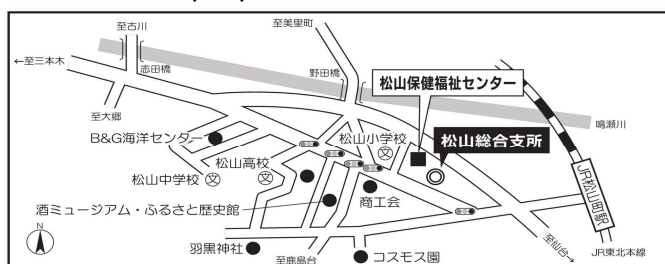 至美里町
至古川
←至三本木
志田橋
野田橋
松山保健福祉センター
至大郷
鳴瀬川
B&G海洋センター
松山小学校
文
松山総合支所
松山高校
文
松山中学校
文
JR松山町駅
酒ミュージアム・ふるさと歴史館
商工会
N
羽黒神社
至鹿島台
コスモス園
至仙台→
JR東北本線